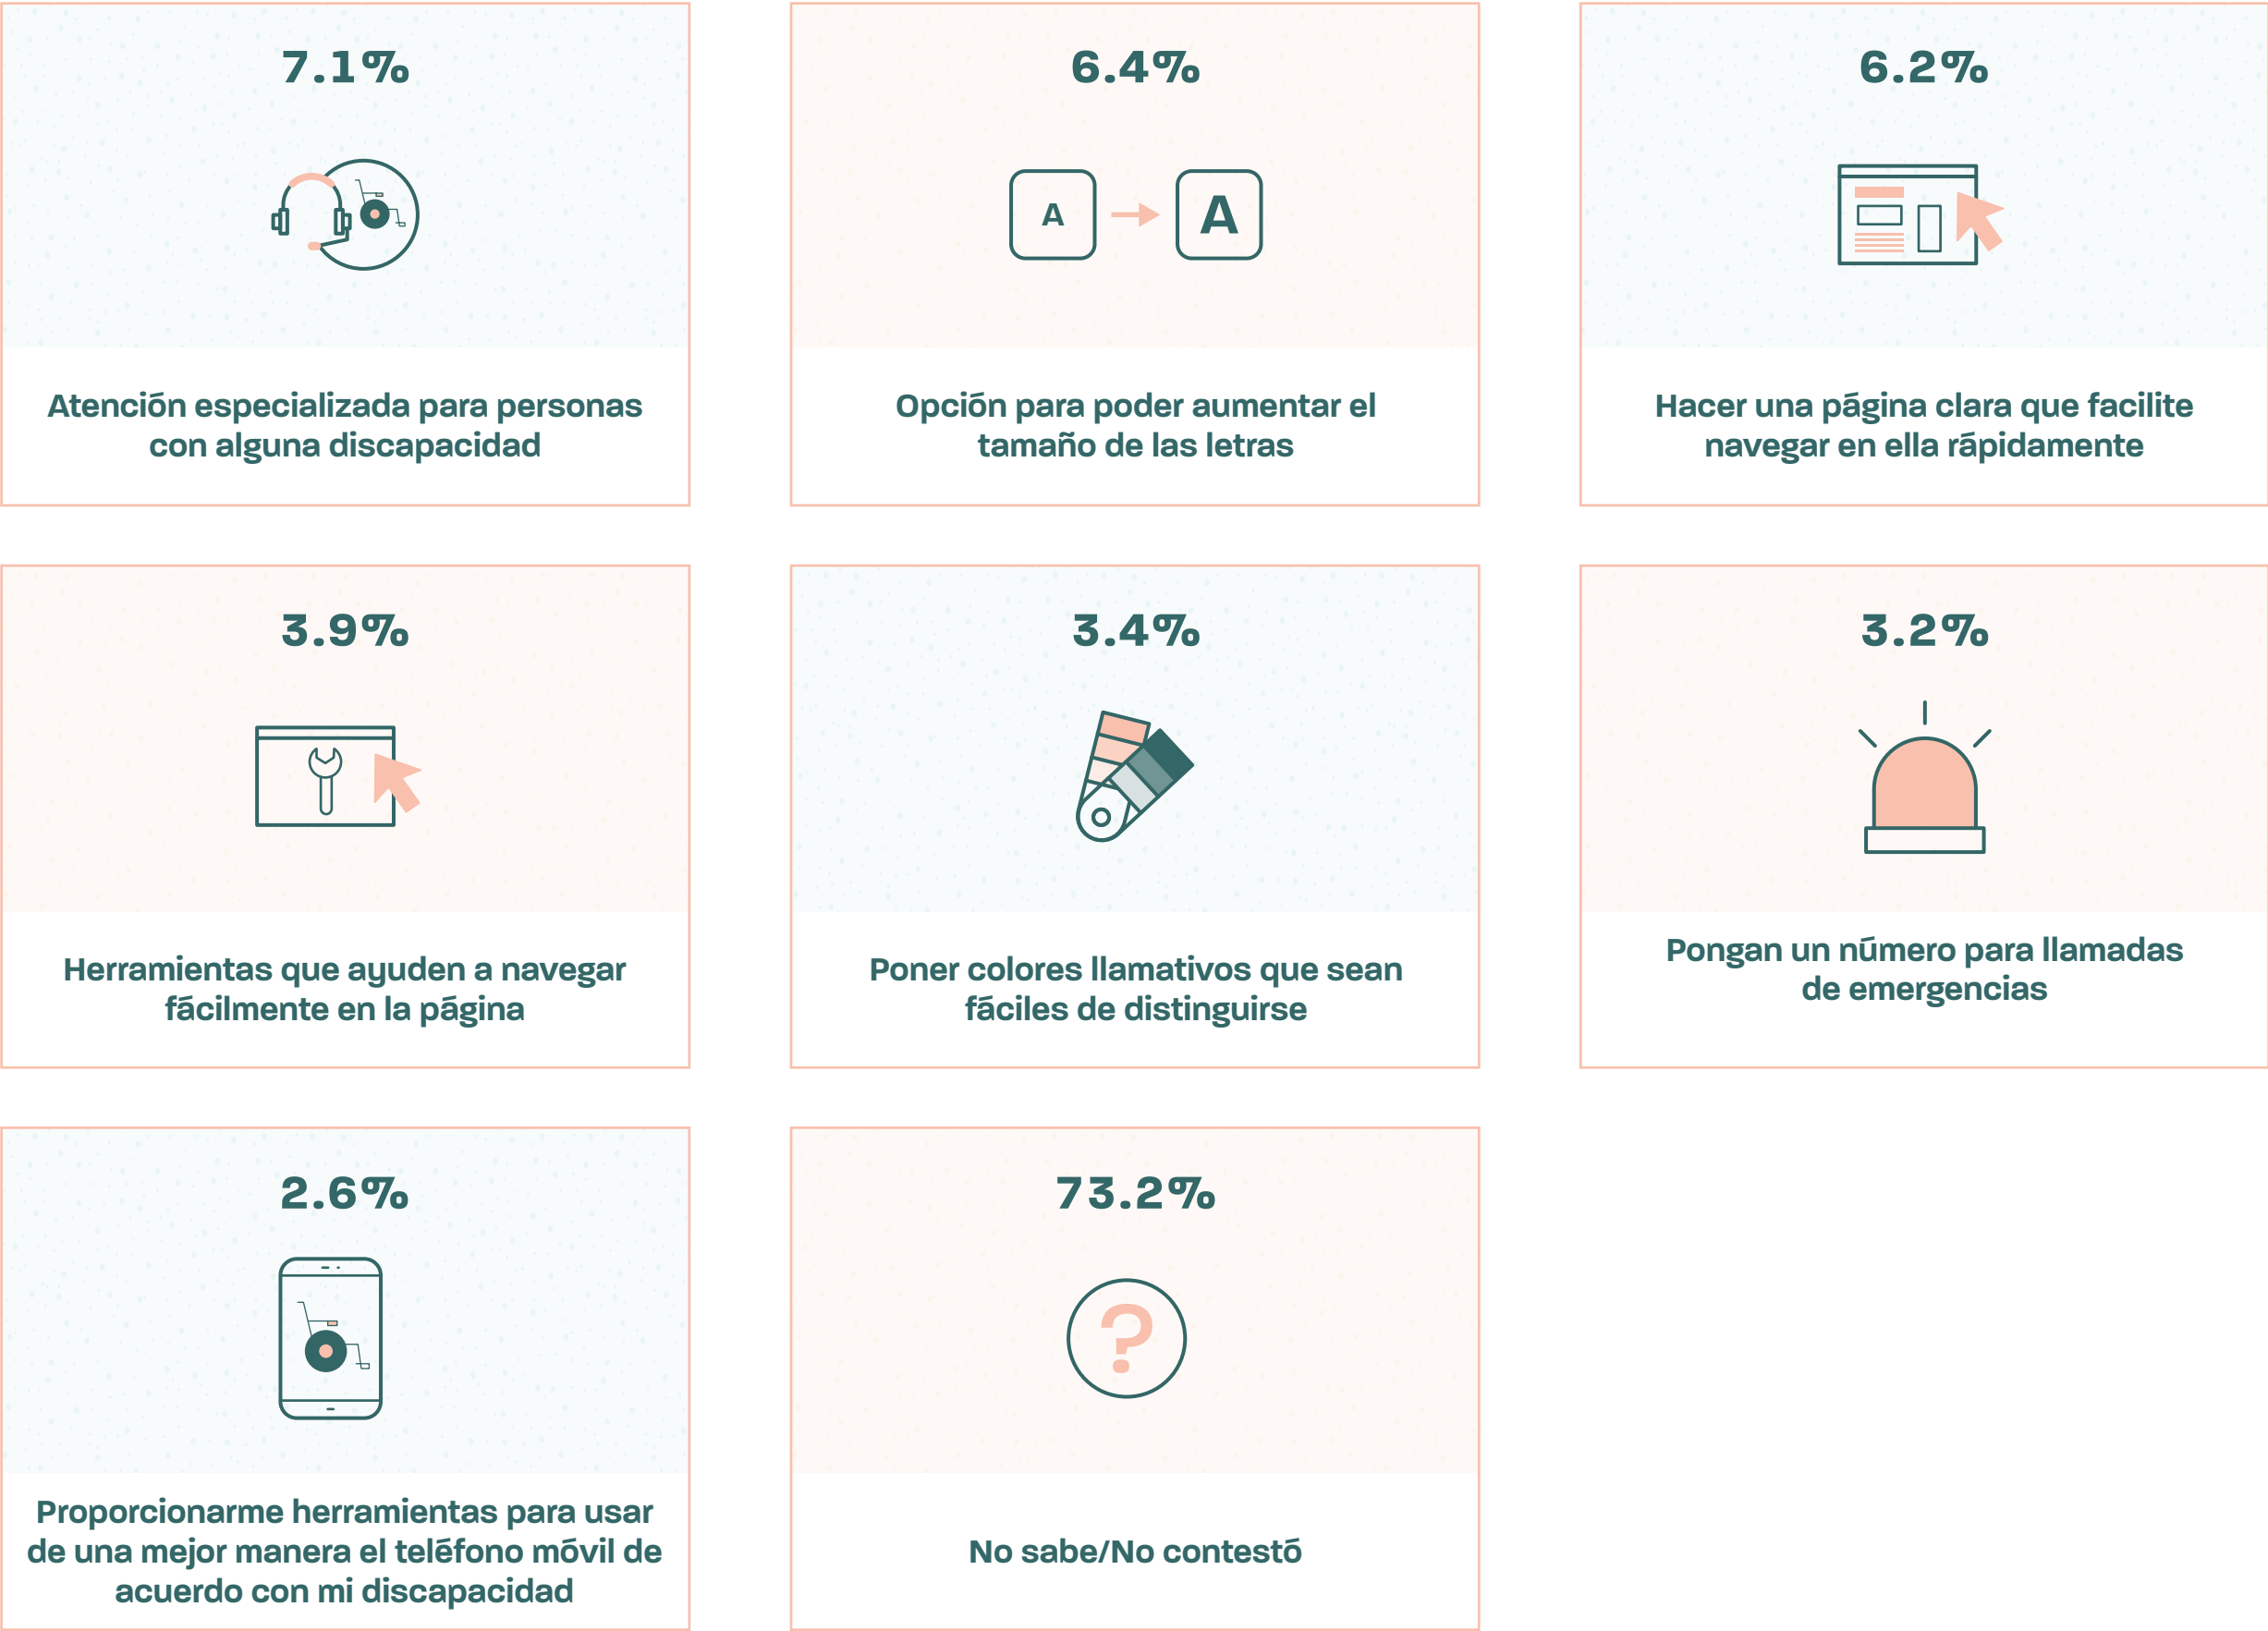 7.1%
A
A
Atención especializada para personas
con alguna discapacidad
6.4%
Opción para poder aumentar el
tamaño de las letras
6.2%
Hacer una página clara que facilite
navegar en ella rápidamente
3.9%
Herramientas que ayuden a navegar
fácilmente en la página
3.4%
Poner colores llamativos que sean
fáciles de distinguirse
3.2%
Pongan un número para llamadas
de emergencias
2.6%
Proporcionarme herramientas para usar
de una mejor manera el teléfono móvil de
acuerdo con mi discapacidad
73.2%
?
No sabe/No contestó